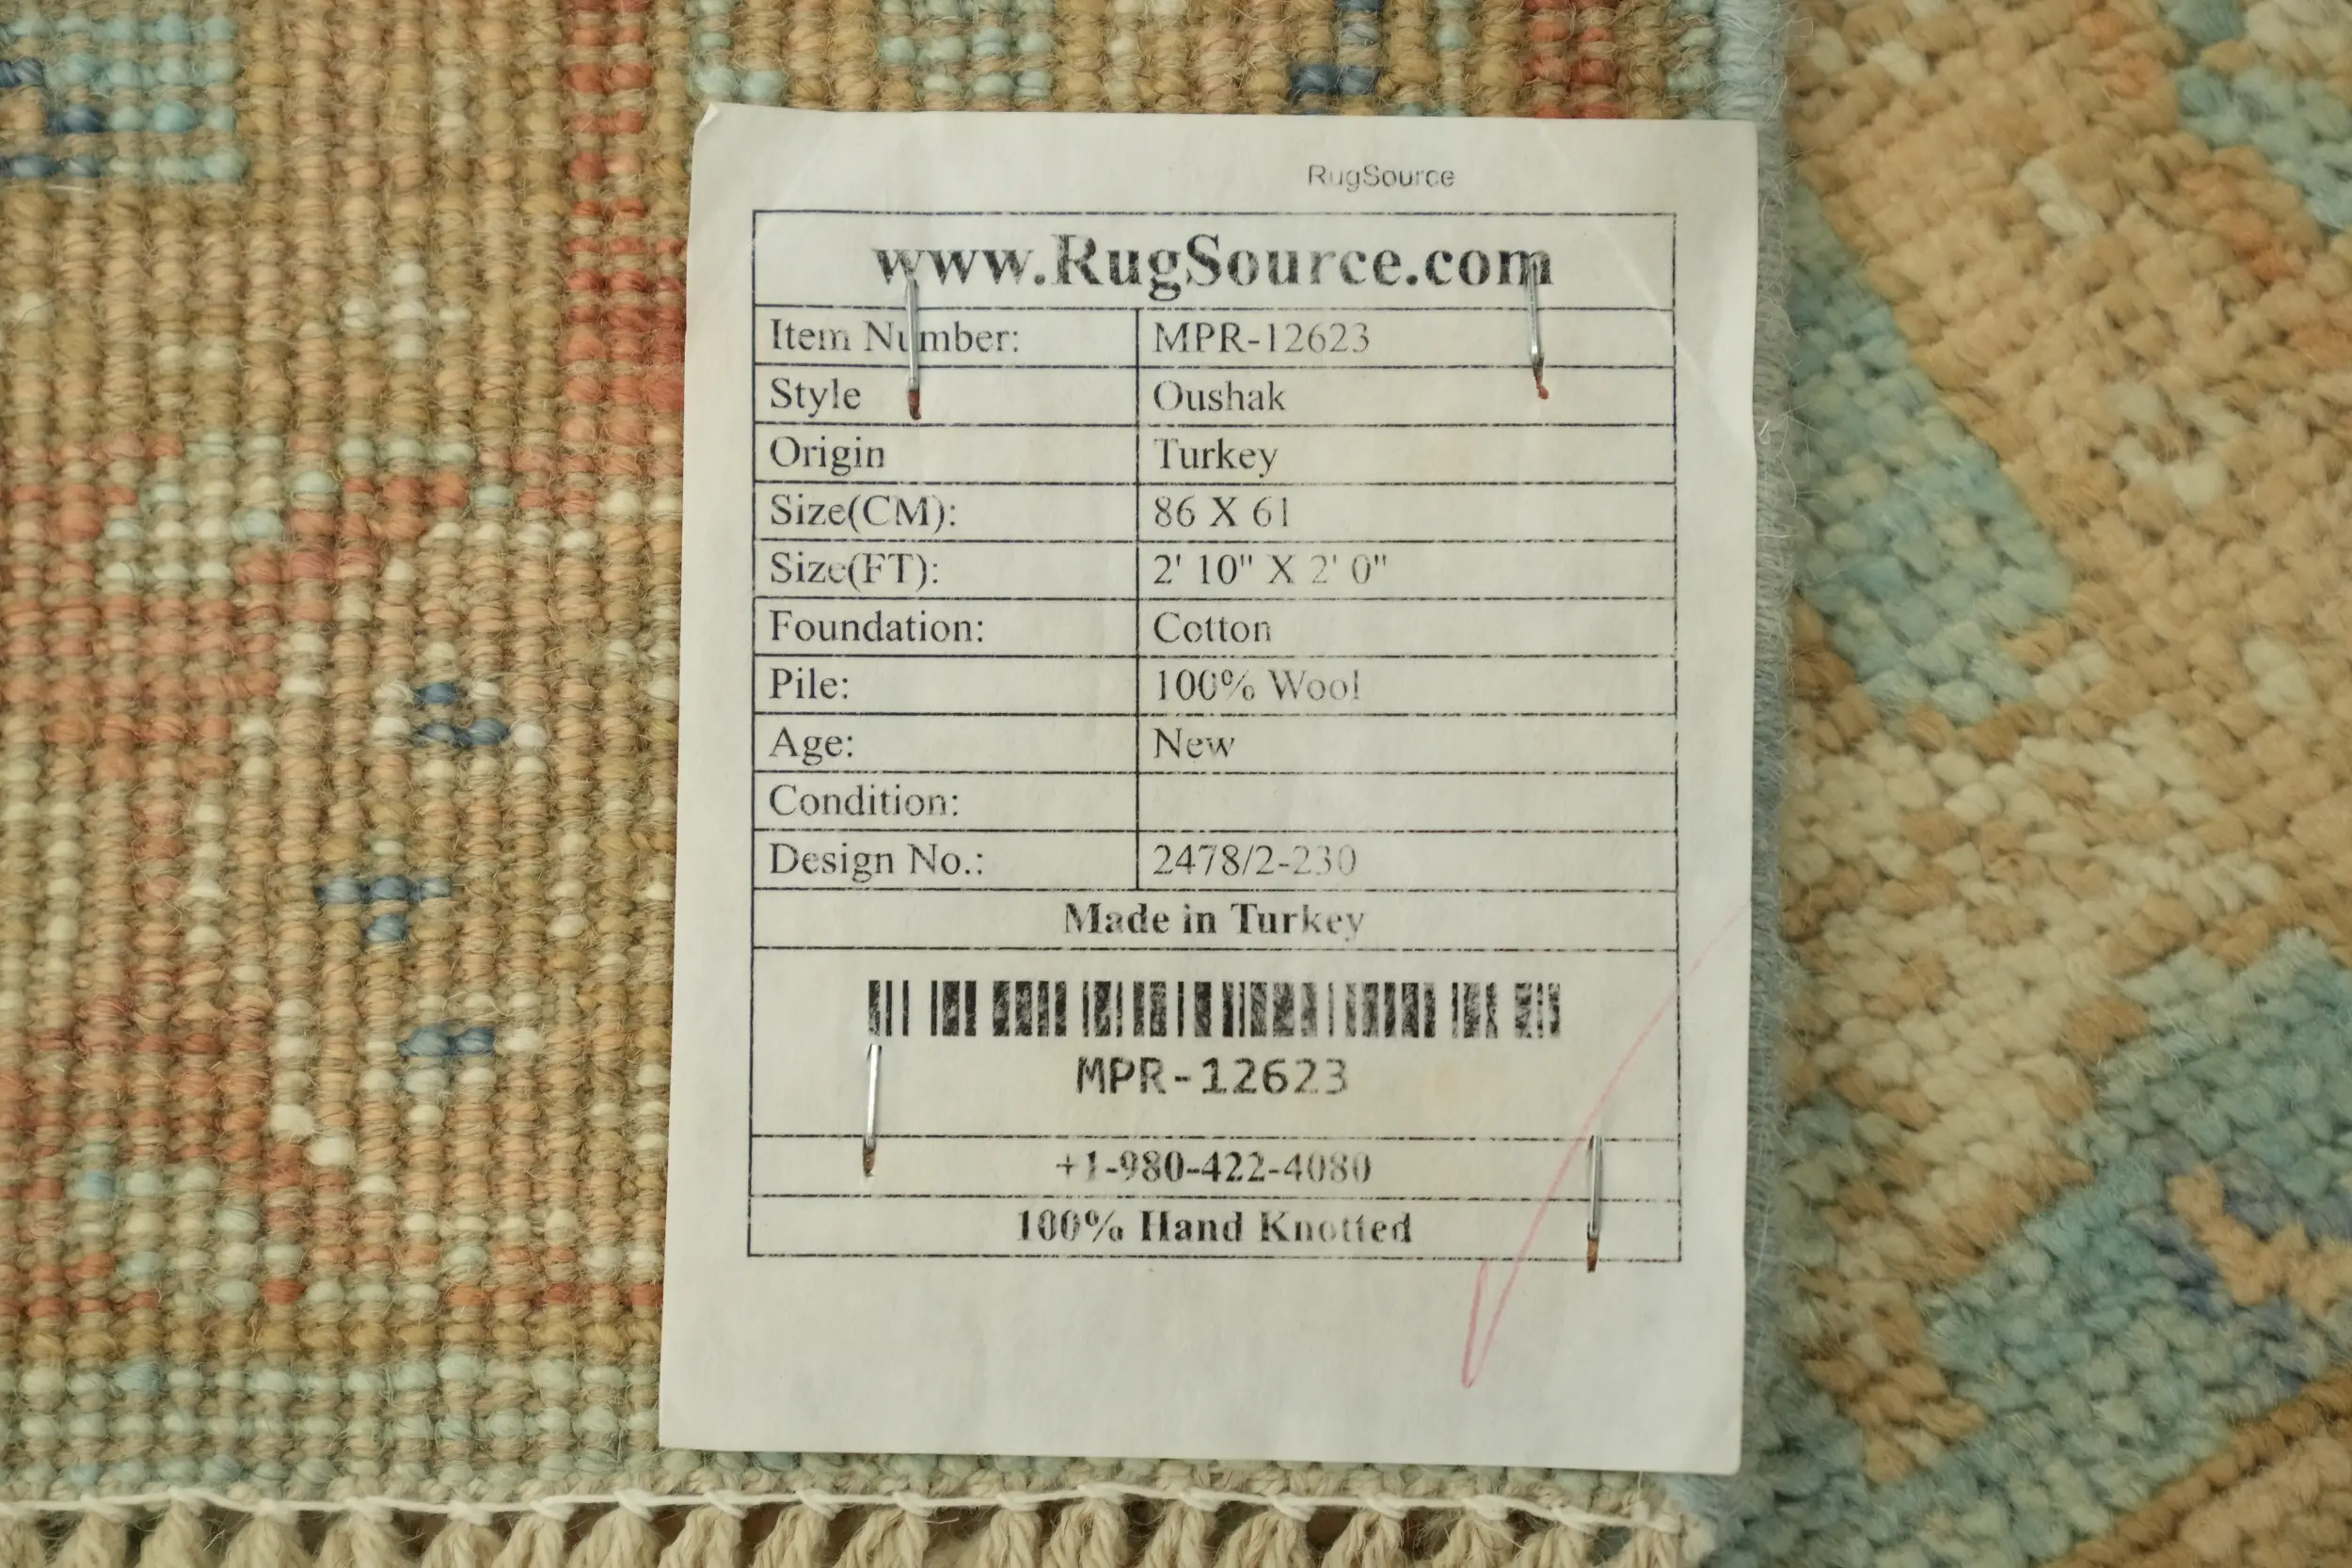 RugSource
www.RugSource.com
Item Number: MPR-12623
Style Oushak
Origin Turkey
Size(CM): 86 X 61
Size(FT): 2' 10" X 2' 0"
Foundation: Cotton
Pile: 100% Wool
Age: New
Condition:
Design No.: 2478/2-230
Made in Turkey
MPR-12623
+1-980-422-4080
100% Hand Knotted